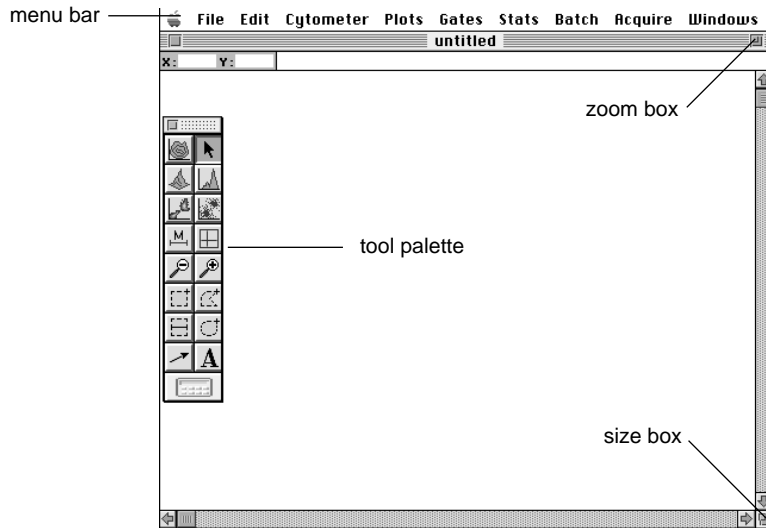 menu bar
File Edit Cytometer Plots Gates Stats Batch Acquire Windows
untitled
X: Y:
zoom box
M
tool palette
A
size box